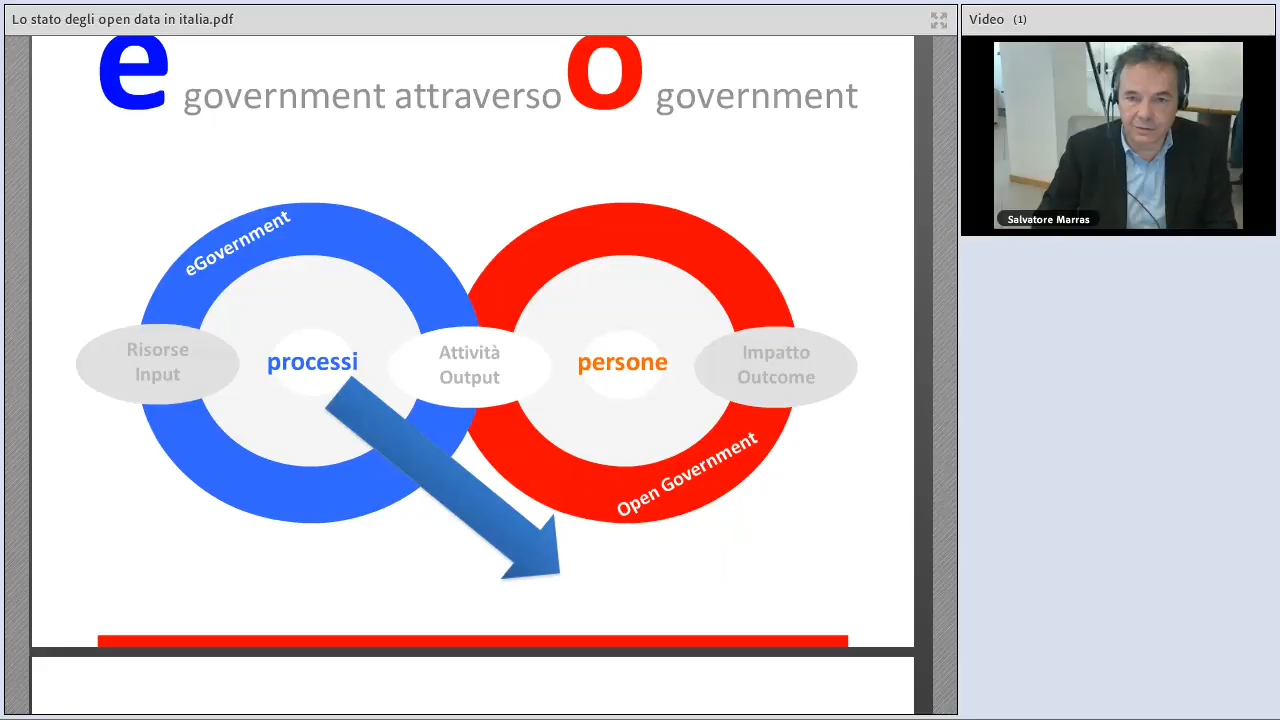 Lo stato degli open data in italia.pdf
Video (1)
e government attraverso o government
eGovernment
Risorse
Input
processi
Attività
Output
persone
Impatto
Outcome
Open Government
Salvatore Marras